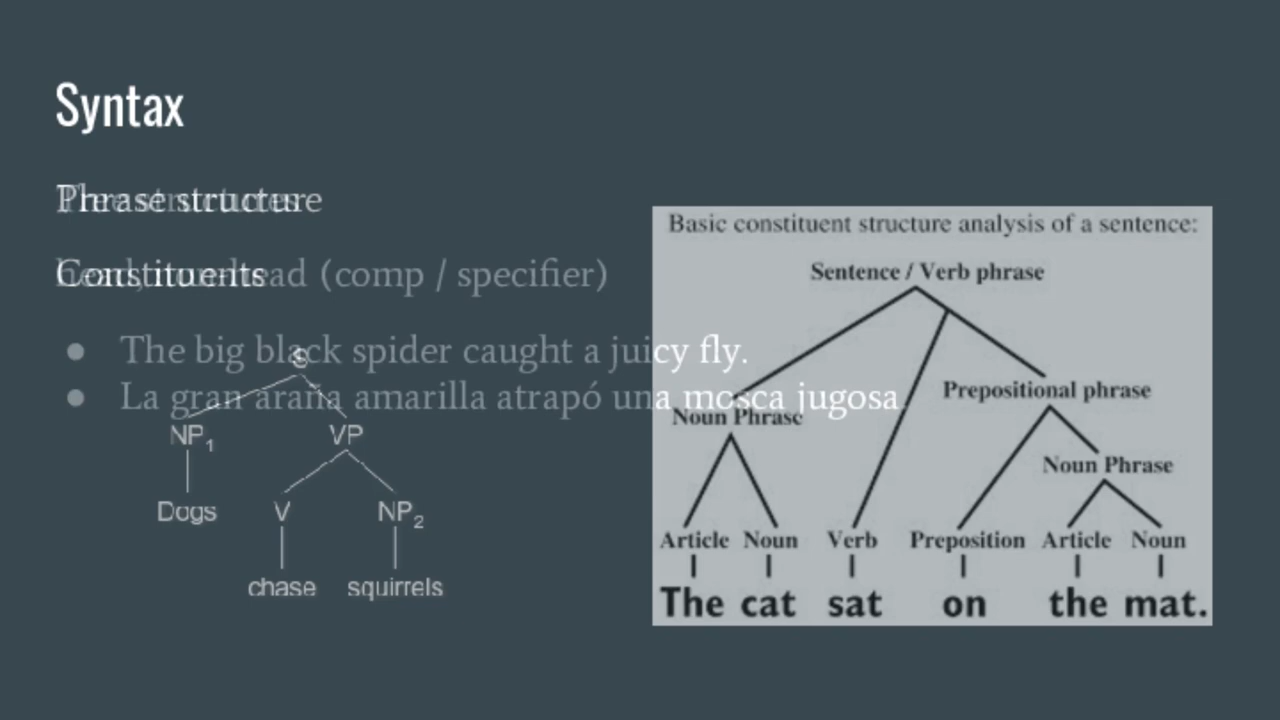 Syntax
Phrase structure
Tree structures
Constituents
head, non-head (comp / specifier)
The big black spider caught a juicy fly.
La gran araña amarilla atrapó una mosca jugosa.
S
NP1 VP
Dogs V NP2
chase squirrels
Basic constituent structure analysis of a sentence:
Sentence / Verb phrase
Prepositional phrase
Noun Phrase
Noun Phrase
Article Noun Verb Preposition Article Noun
The cat sat on the mat.